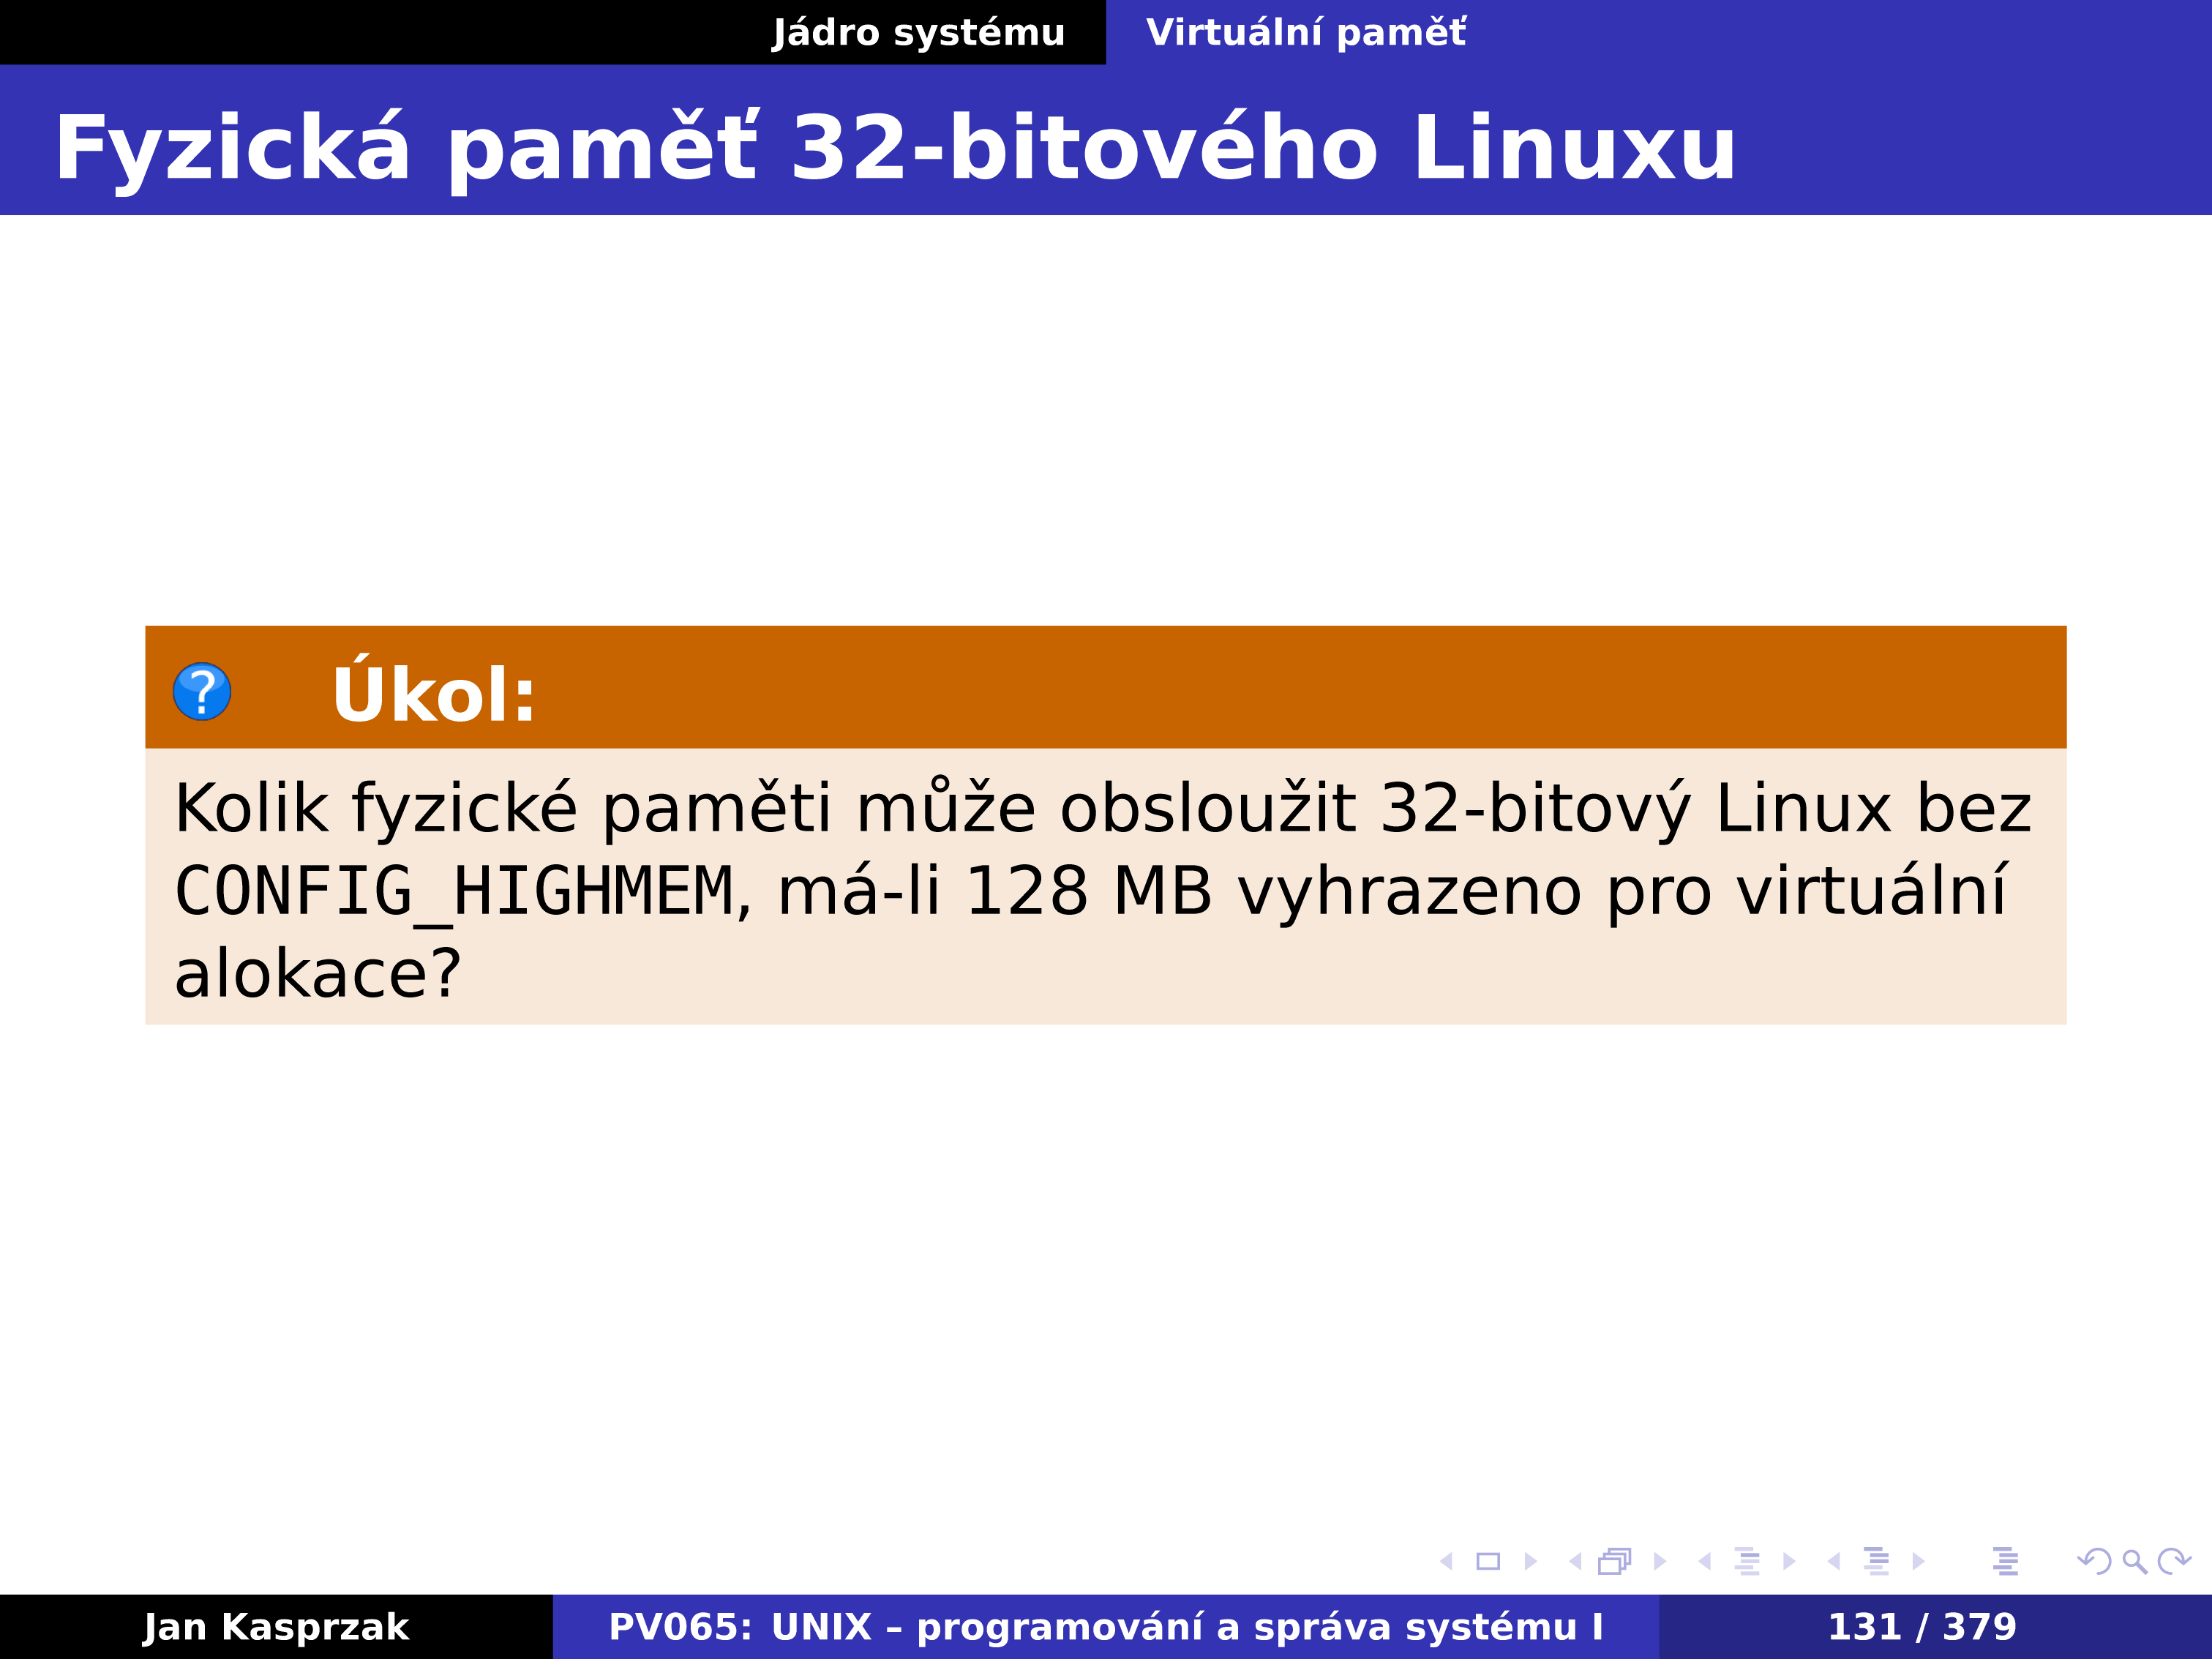 Jádro systému
Virtuální paměť
Fyzická paměť 32-bitového Linuxu
?
Úkol:
Kolik fyzické paměti může obsloužit 32-bitový Linux bez
CONFIG_HIGHMEM, má-li 128 MB vyhrazeno pro virtuální
alokace?
Jan Kasprzak
PV065: UNIX – programování a správa systému I
131 / 379